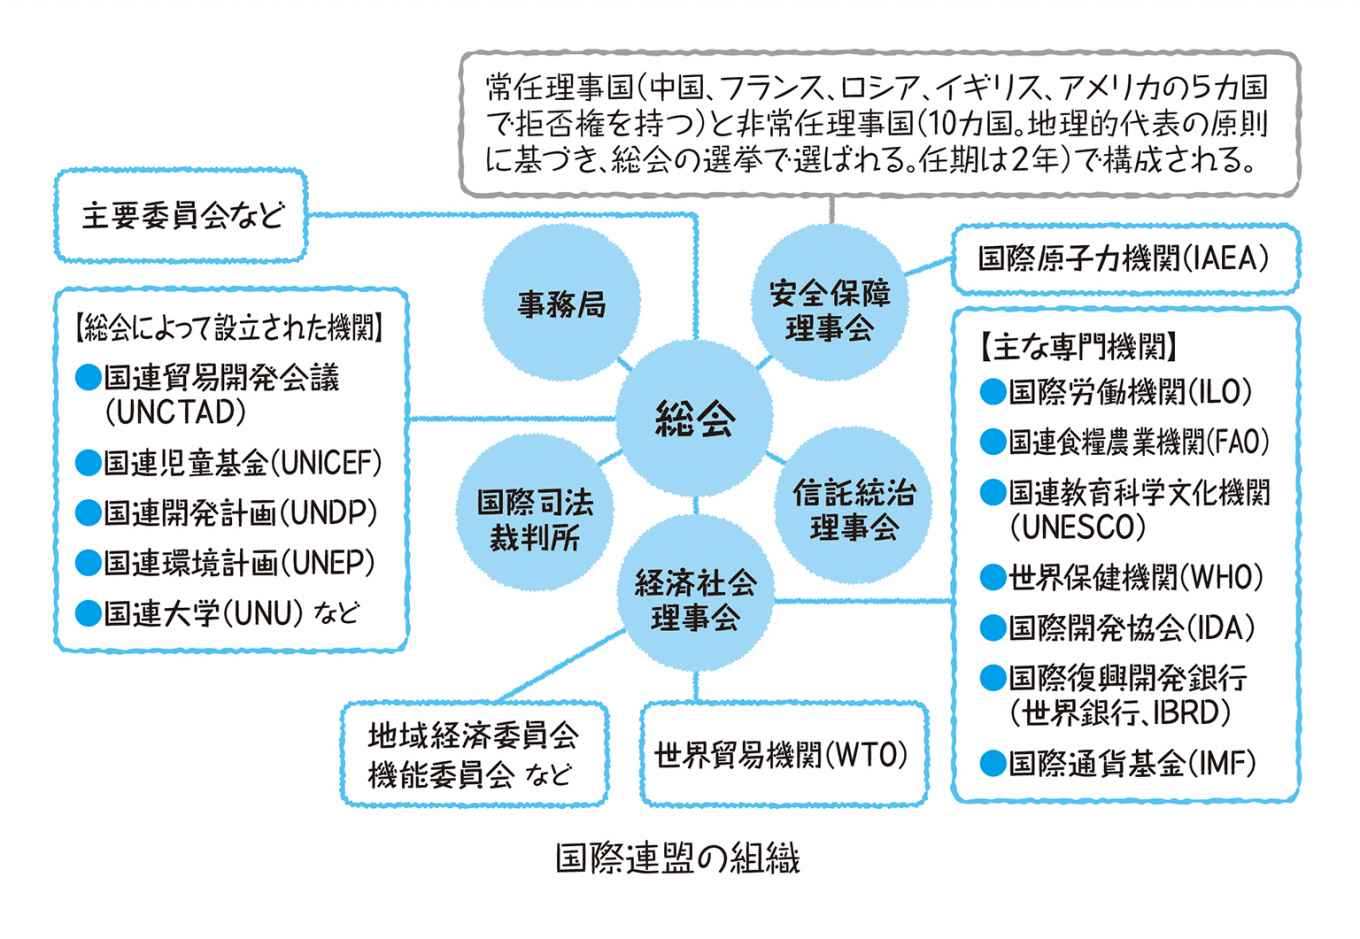 常任理事国(中国、フランス、ロシア、イギリス、アメリカの5カ国
で拒否権を持つ)と非常任理事国(10カ国。地理的代表の原則
に基づき、総会の選挙で選ばれる。任期は2年)で構成される。
主要委員会など
事務局
安全保障
理事会
国際原子力機関(IAEA)
【総会によって設立された機関】
●国連貿易開発会議
(UNCTAD)
●国連児童基金(UNICEF)
●国連開発計画(UNDP)
●国連環境計画(UNEP)
●国連大学(UNU) など
総会
国際司法
裁判所
信託統治
理事会
経済社会
理事会
【主な専門機関】
●国際労働機関(ILO)
●国連食糧農業機関(FAO)
●国連教育科学文化機関
(UNESCO)
●世界保健機関(WHO)
●国際開発協会(IDA)
●国際復興開発銀行
(世界銀行、IBRD)
●国際通貨基金(IMF)
地域経済委員会
機能委員会 など
世界貿易機関(WTO)
国際連盟の組織